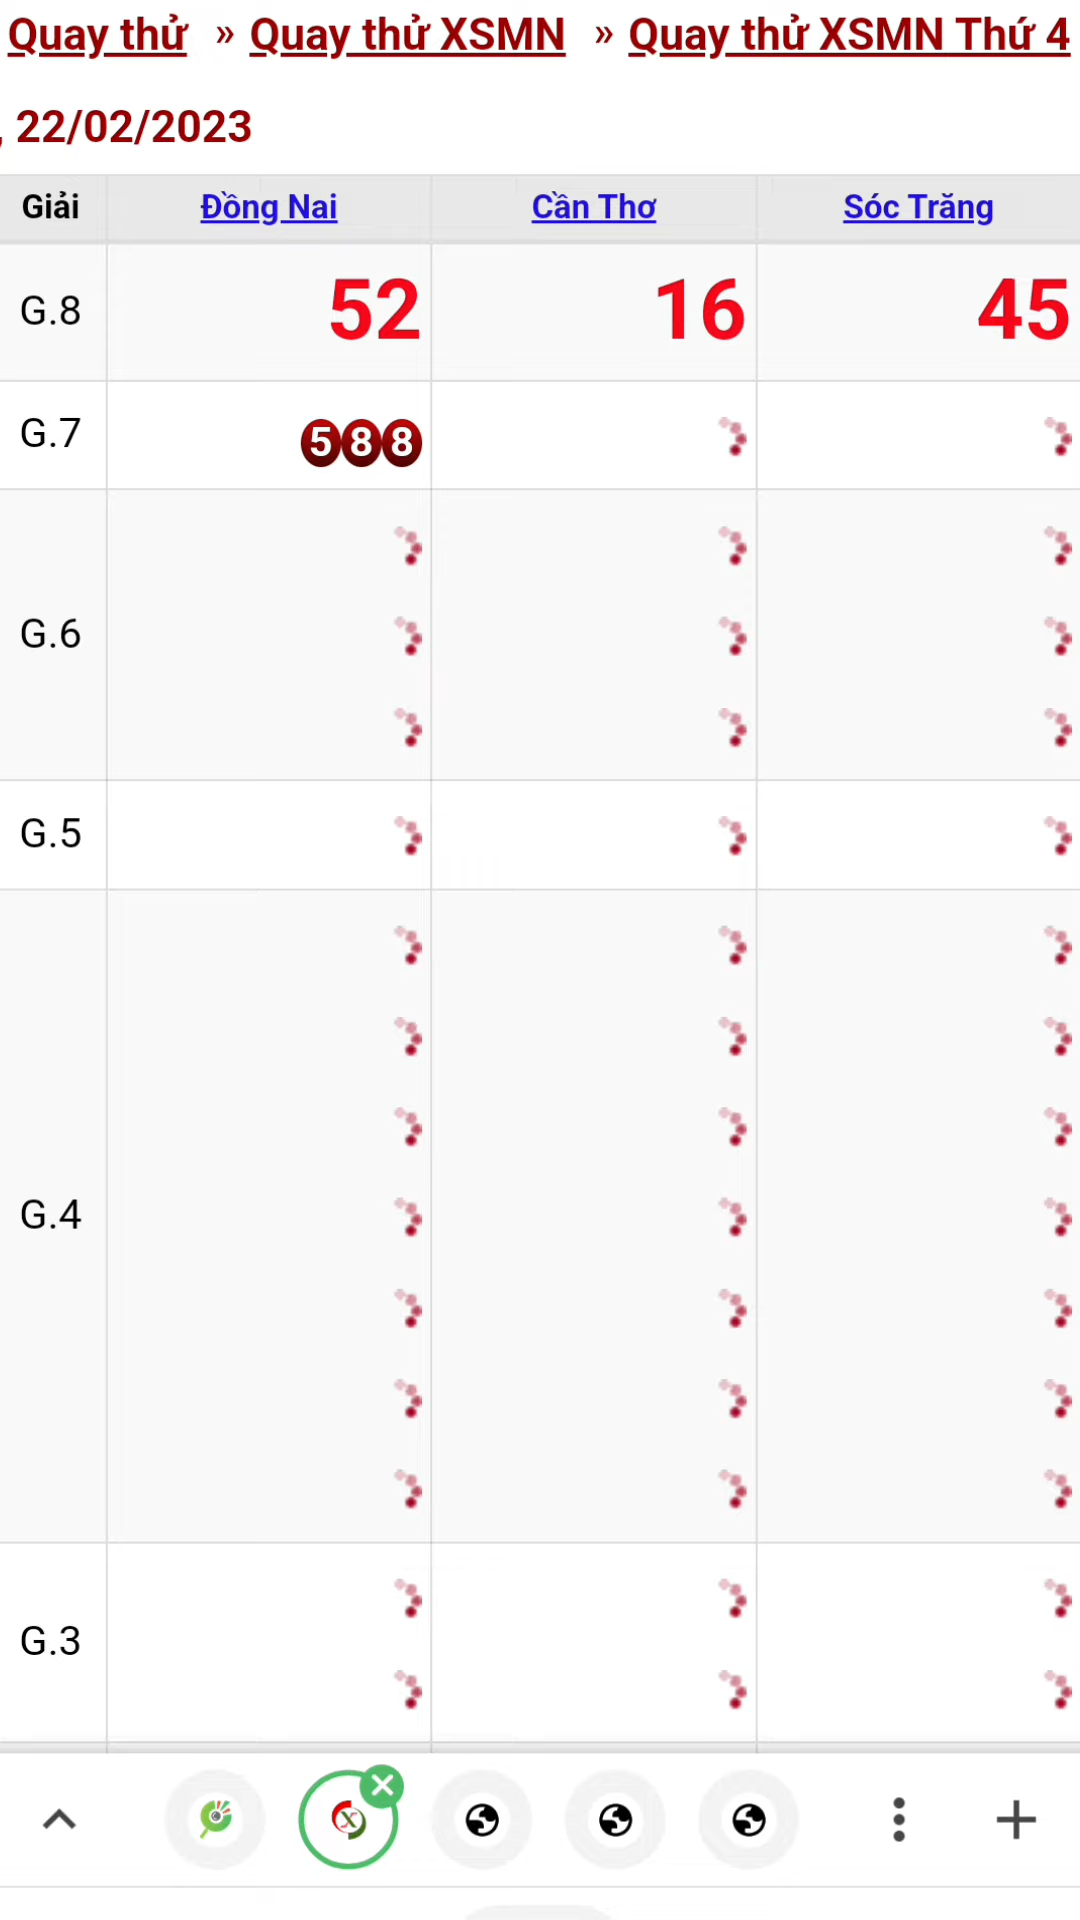 Quay thử » Quay thử XSMN » Quay thử XSMN Thứ 4
, 22/02/2023
Giải Đồng Nai Cần Thơ Sóc Trăng
G.8 52 16 45
G.7 588
G.6
G.5
G.4
G.3